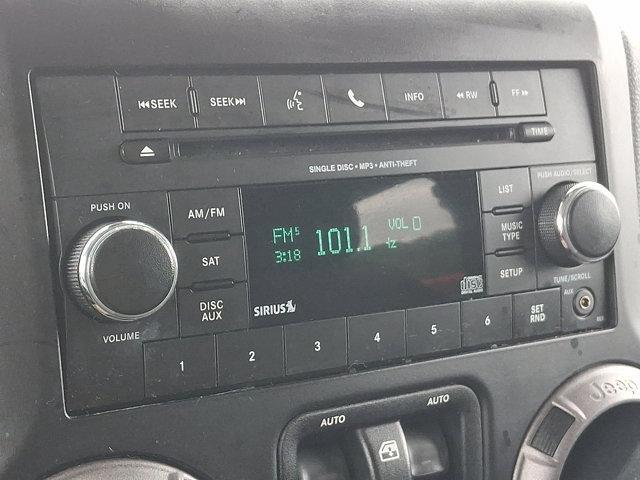 ⏮SEEK SEEK⏭ INFO ◂◂ RW FF ▸▸
TIME
SINGLE DISC • MP3 • ANTI-THEFT
PUSH ON
AM/FM
SAT
DISC
AUX
VOLUME
FM5 101.1 VOL 0
3:18
SIRIUS
disc
LIST
MUSIC
TYPE
SETUP
PUSH AUDIO/SELECT
TUNE/SCROLL
AUX
1 2 3 4 5 6 SET
RND
AUTO AUTO
Jeep